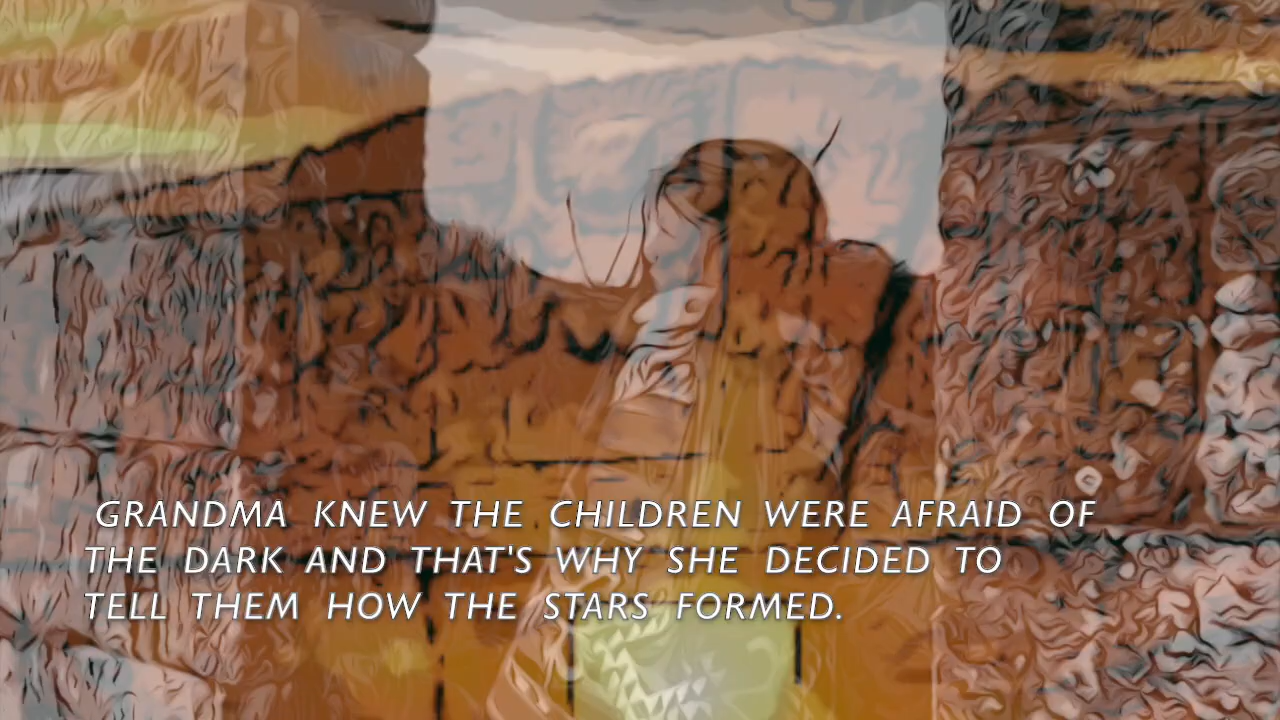 GRANDMA KNEW THE CHILDREN WERE AFRAID OF
THE DARK AND THAT'S WHY SHE DECIDED TO
TELL THEM HOW THE STARS FORMED.